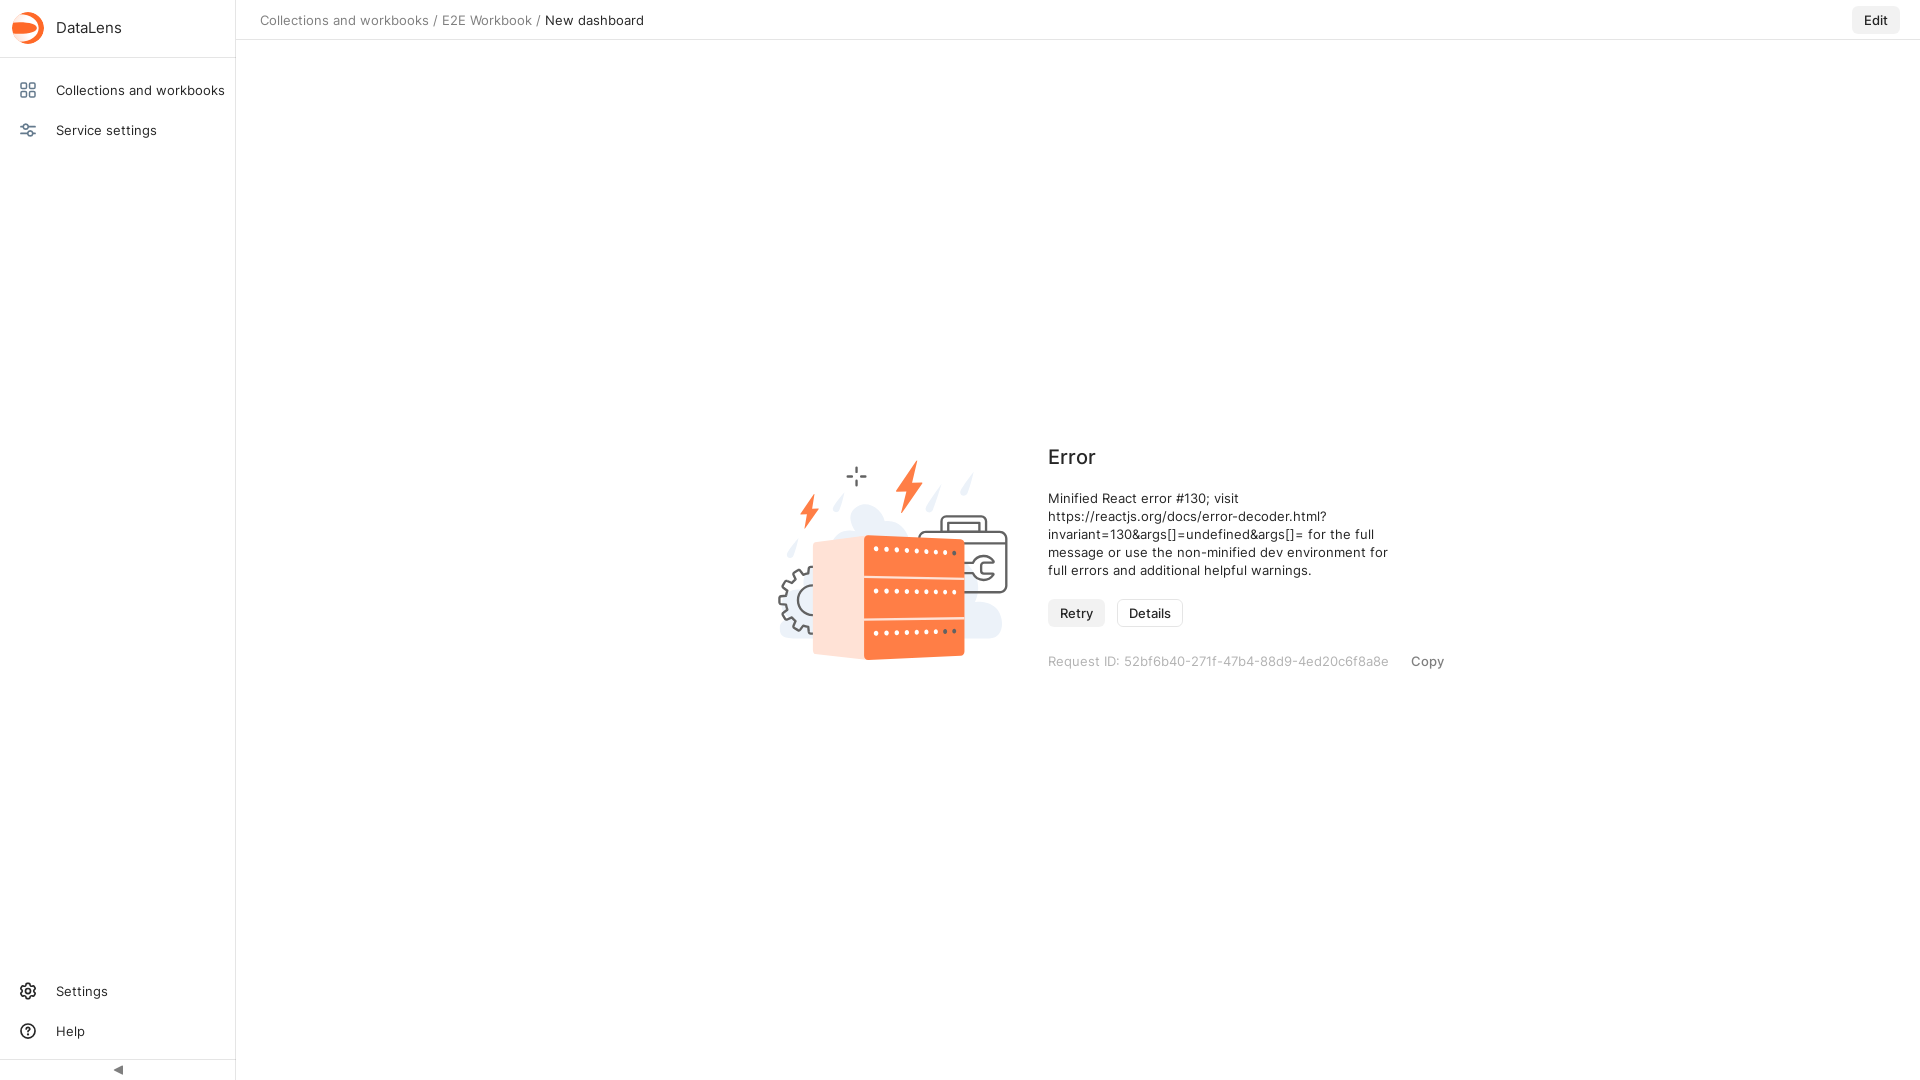 DataLens
Collections and workbooks / E2E Workbook / New dashboard
Edit
Collections and workbooks
Service settings
Error
Minified React error #130; visit
https://reactjs.org/docs/error-decoder.html?
invariant=130&args[]=undefined&args[]= for the full
message or use the non-minified dev environment for
full errors and additional helpful warnings.
Retry
Details
Request ID: 52bf6b40-271f-47b4-88d9-4ed20c6f8a8e
Copy
Settings
Help